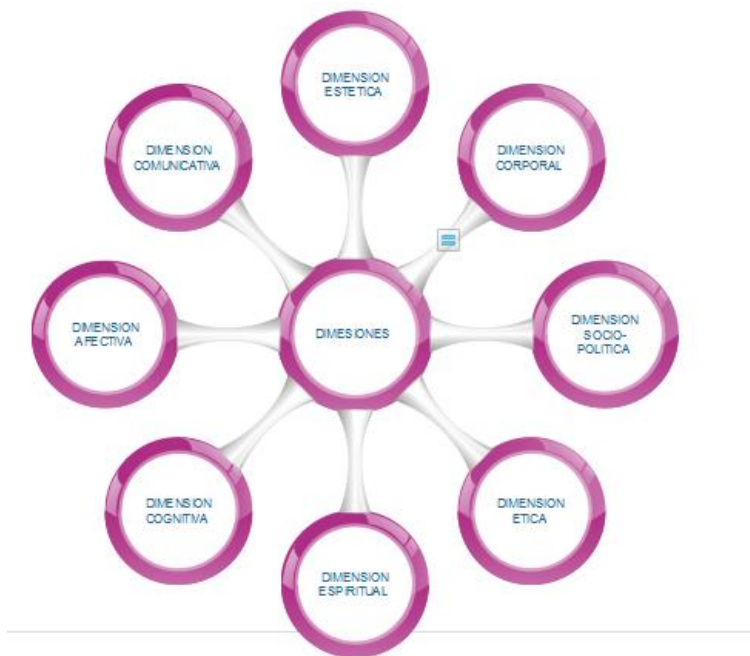 DIMENSION
ESTETICA
DIMENSION
COMUNICATIVA
DIMENSION
CORPORAL
DIMENSION
AFECTIVA
DIMESIONES
DIMENSION
SOCIO-
POLITICA
DIMENSION
COGNITIVA
DIMENSION
ETICA
DIMENSION
ESPIRITUAL